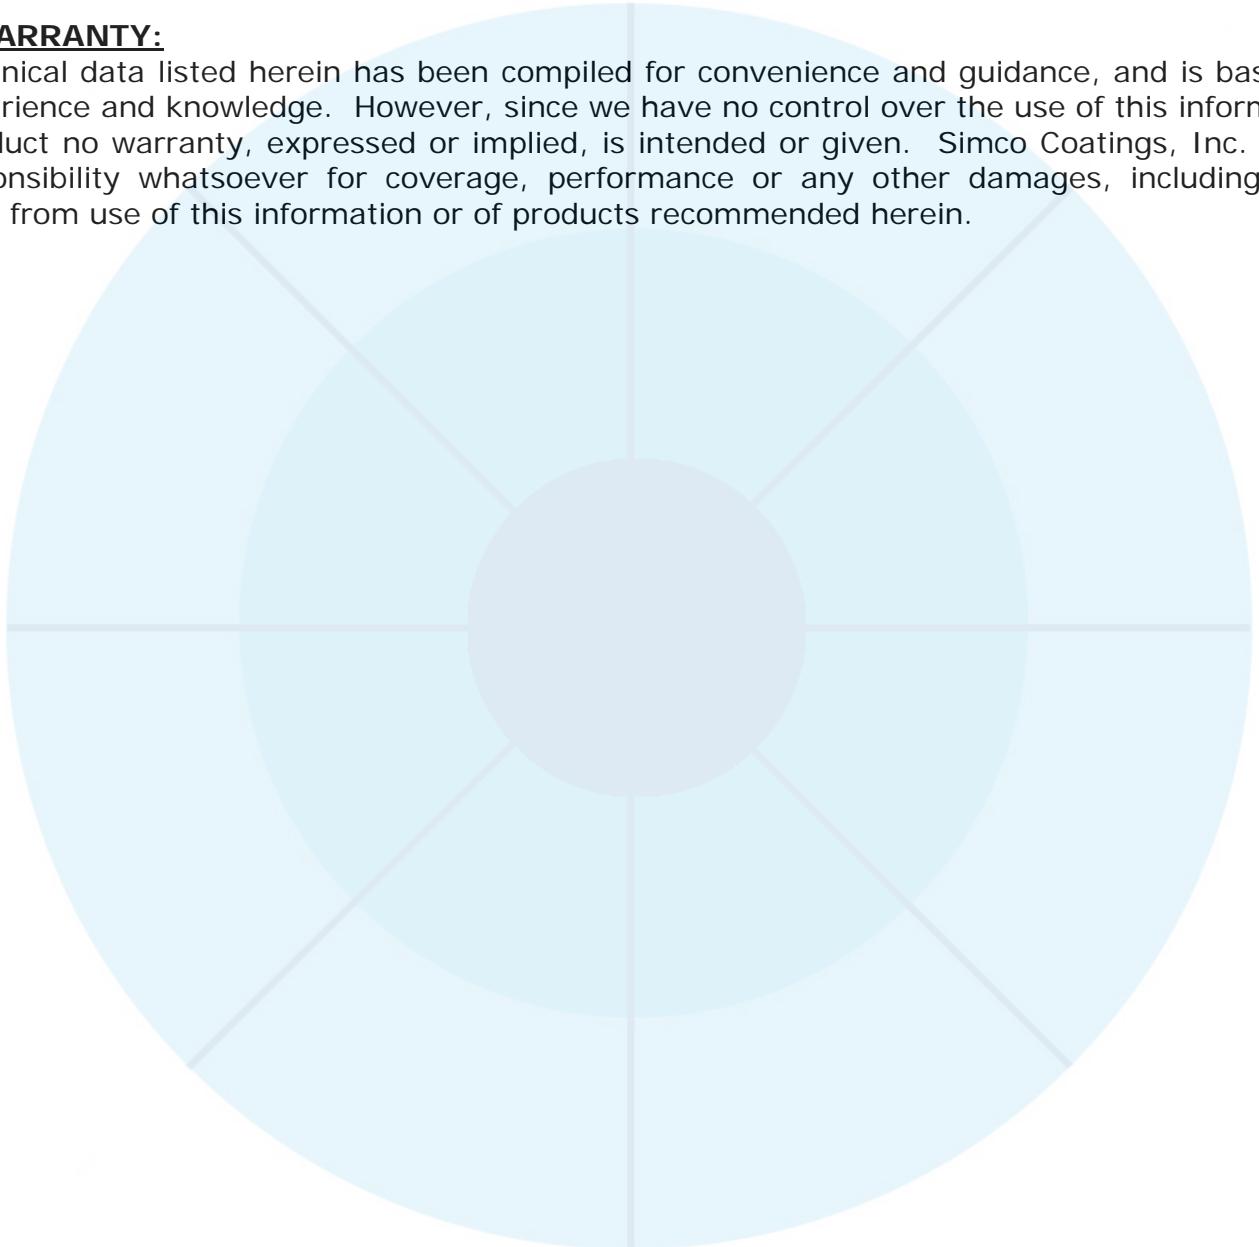 ARRANTY:
nical data listed herein has been compiled for convenience and guidance, and is bas
rience and knowledge. However, since we have no control over the use of this inform
luct no warranty, expressed or implied, is intended or given. Simco Coatings, Inc.
onsibility whatsoever for coverage, performance or any other damages, including
from use of this information or of products recommended herein.